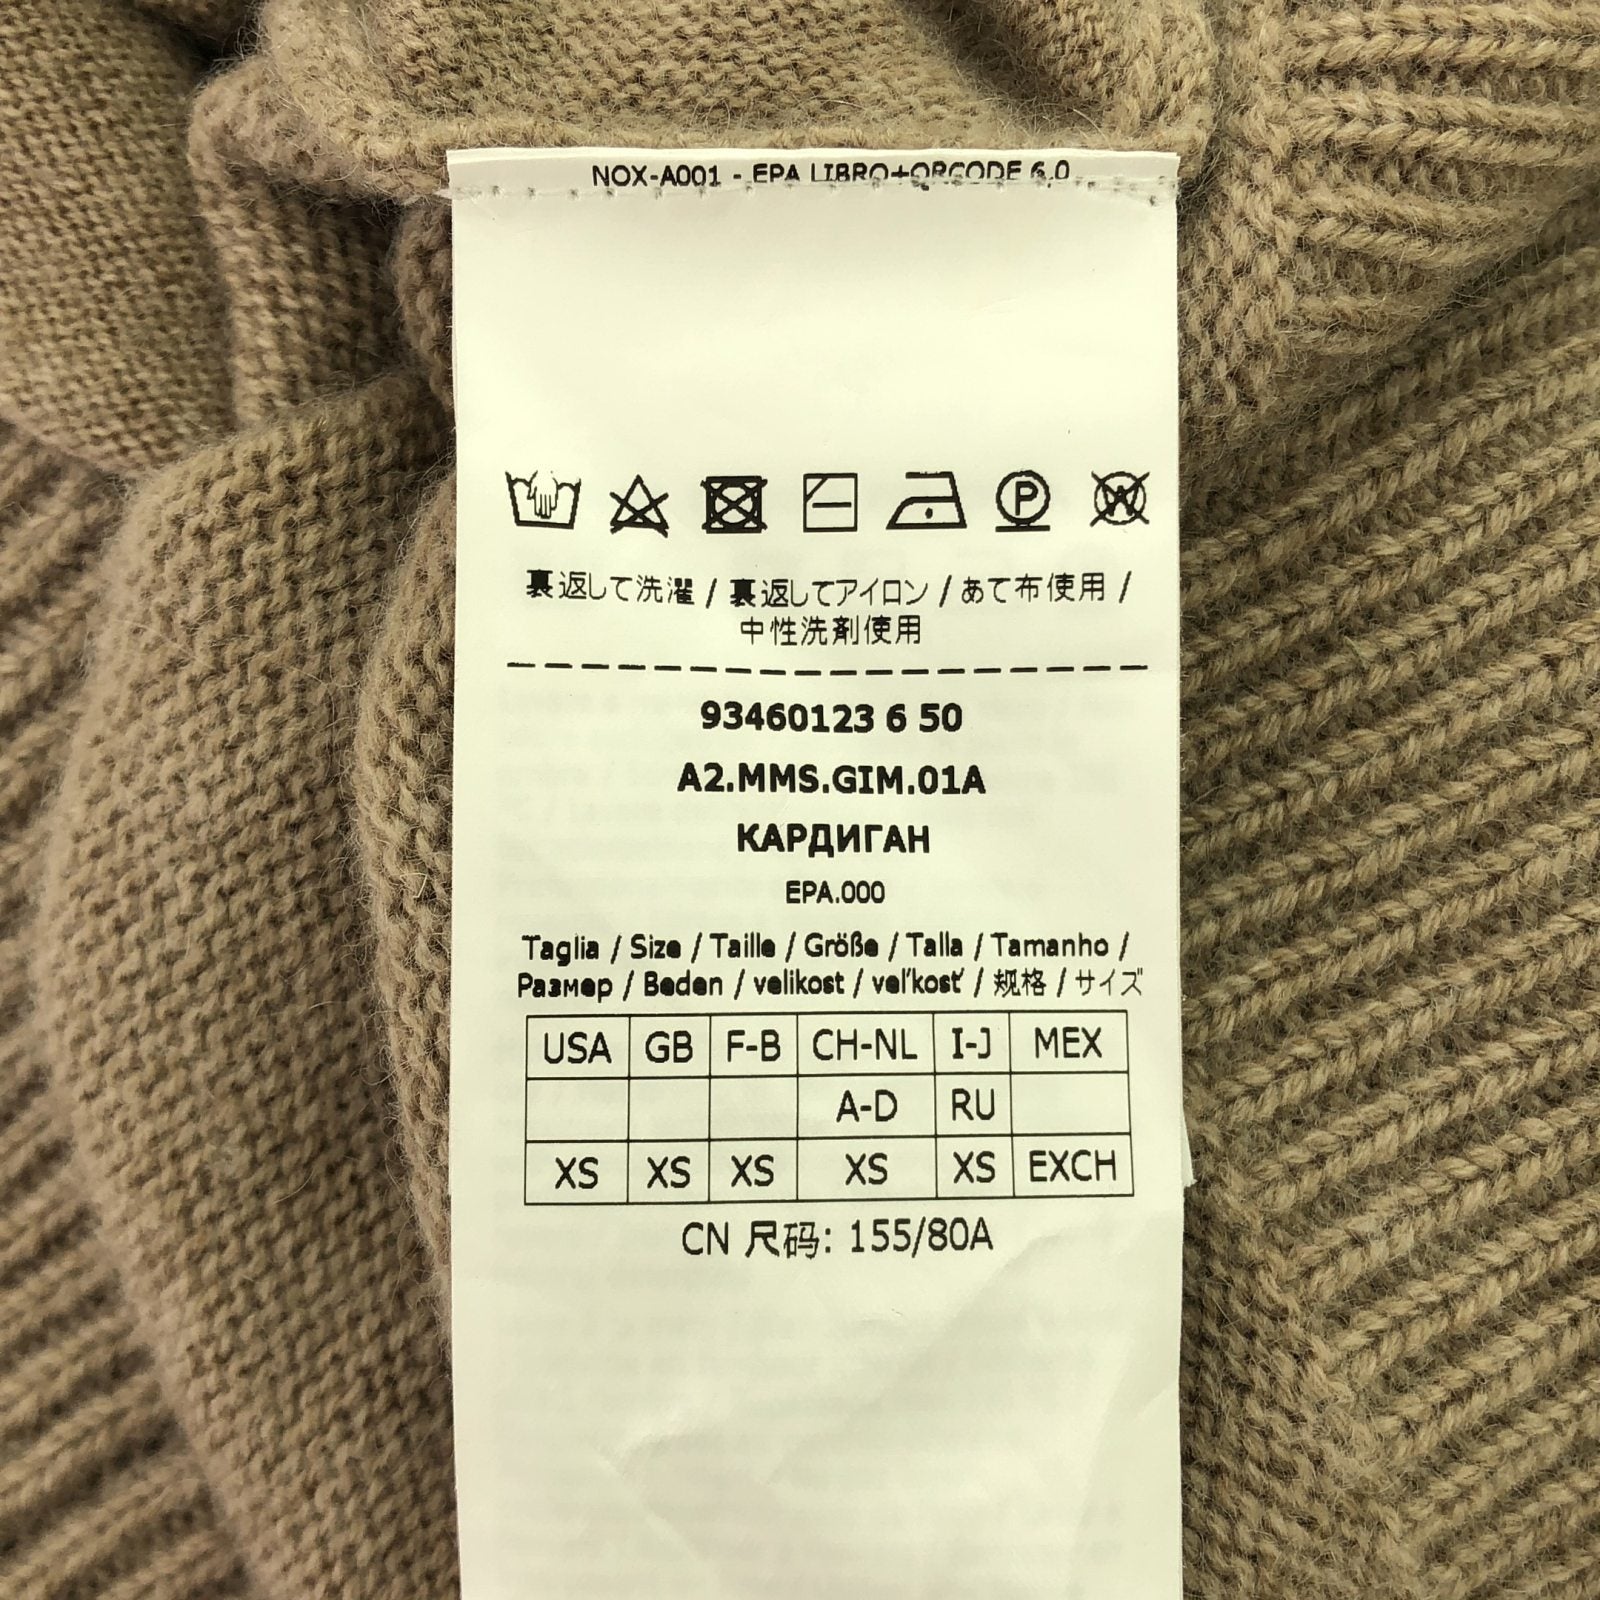 NOX-A001 - EPA LIBRO+QRCODE 6.0
裏返して洗濯 / 裏返してアイロン / あて布使用 /
中性洗剤使用
93460123 6 50
A2.MMS.GIM.01A
КАРДИГАН
EPA.000
Taglia / Size / Taille / Größe / Talla / Tamanho /
Размер / Beden / velikost / veľkosť / 规格 / サイズ
USA GB F-B CH-NL I-J MEX
A-D RU
XS XS XS XS XS EXCH
CN 尺码: 155/80A